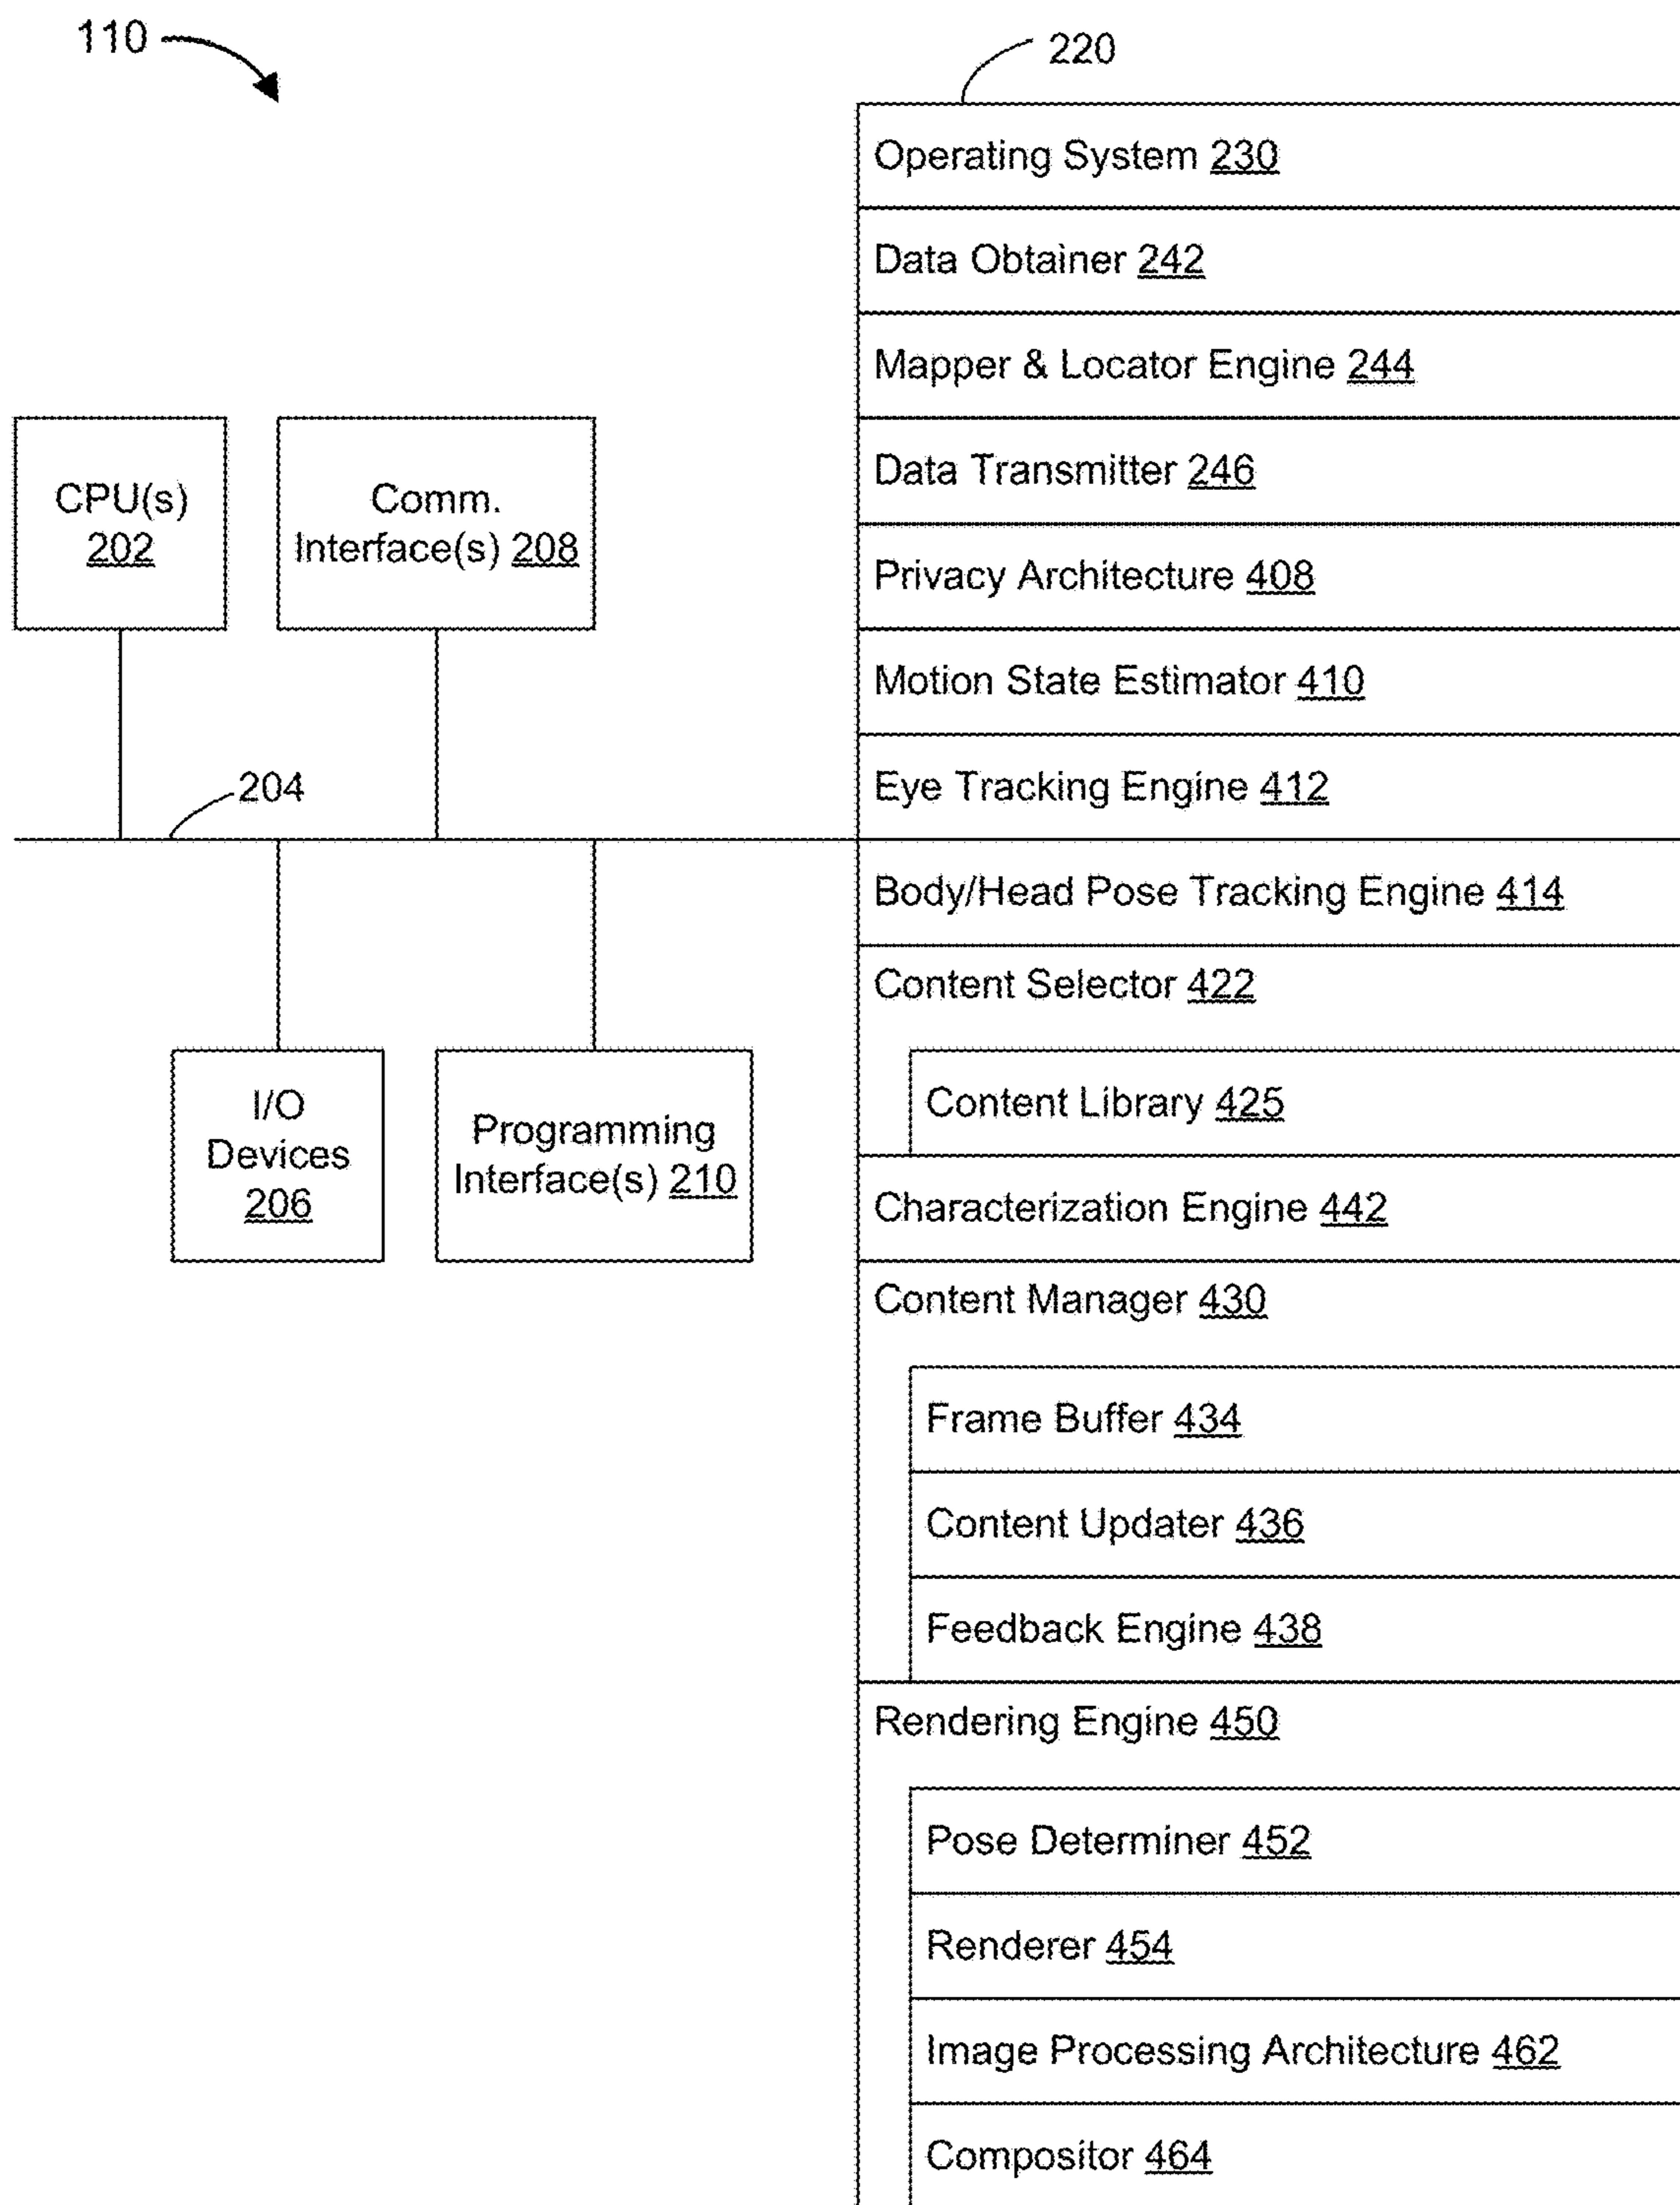 110
220
Operating System 230
Data Obtainer 242
Mapper & Locator Engine 244
Data Transmitter 246
Privacy Architecture 408
Motion State Estimator 410
Eye Tracking Engine 412
CPU(s)
202
Comm.
Interface(s) 208
204
I/O
Devices
206
Programming
Interface(s) 210
Body/Head Pose Tracking Engine 414
Content Selector 422
Content Library 425
Characterization Engine 442
Content Manager 430
Frame Buffer 434
Content Updater 436
Feedback Engine 438
Rendering Engine 450
Pose Determiner 452
Renderer 454
Image Processing Architecture 462
Compositor 464